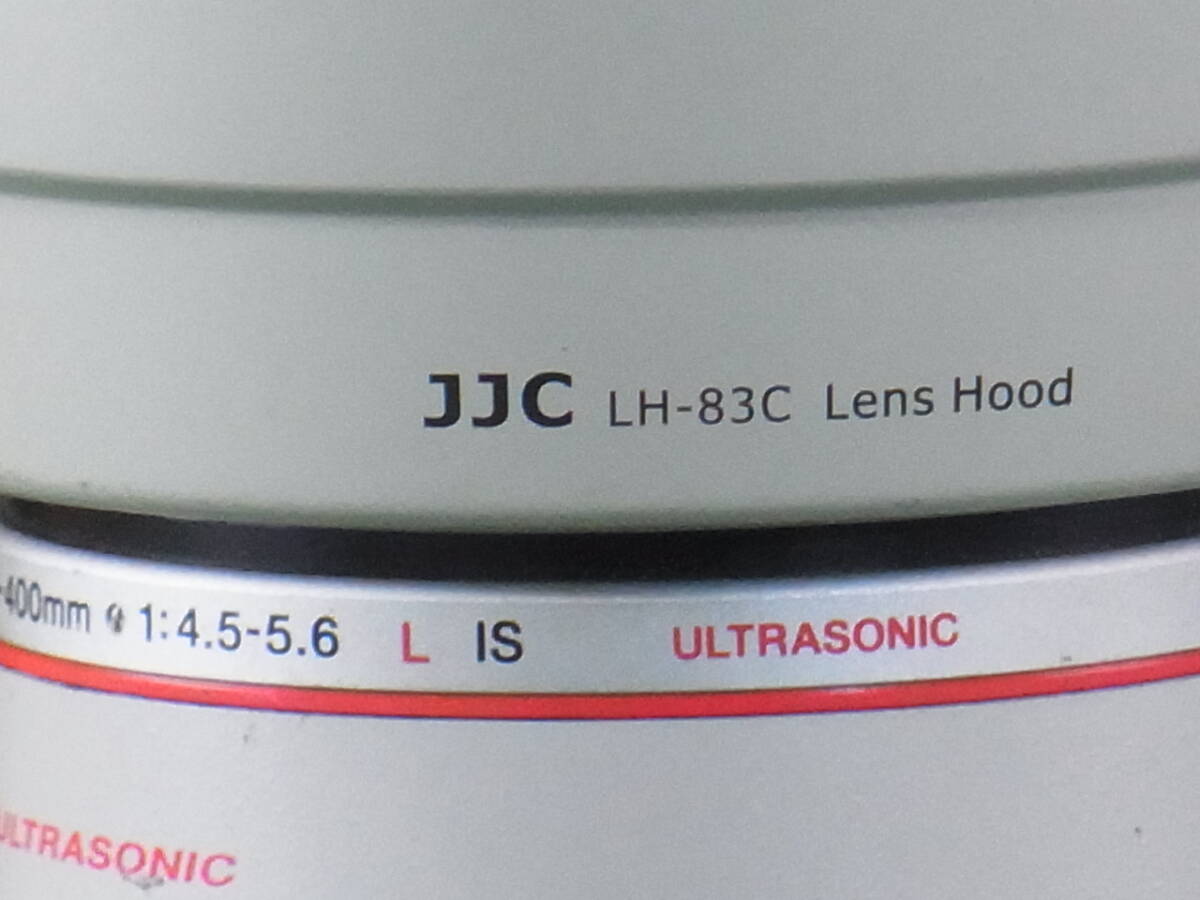 JJC LH-83C Lens Hood
-400mm 1:4.5-5.6 L IS ULTRASONIC
ULTRASONIC